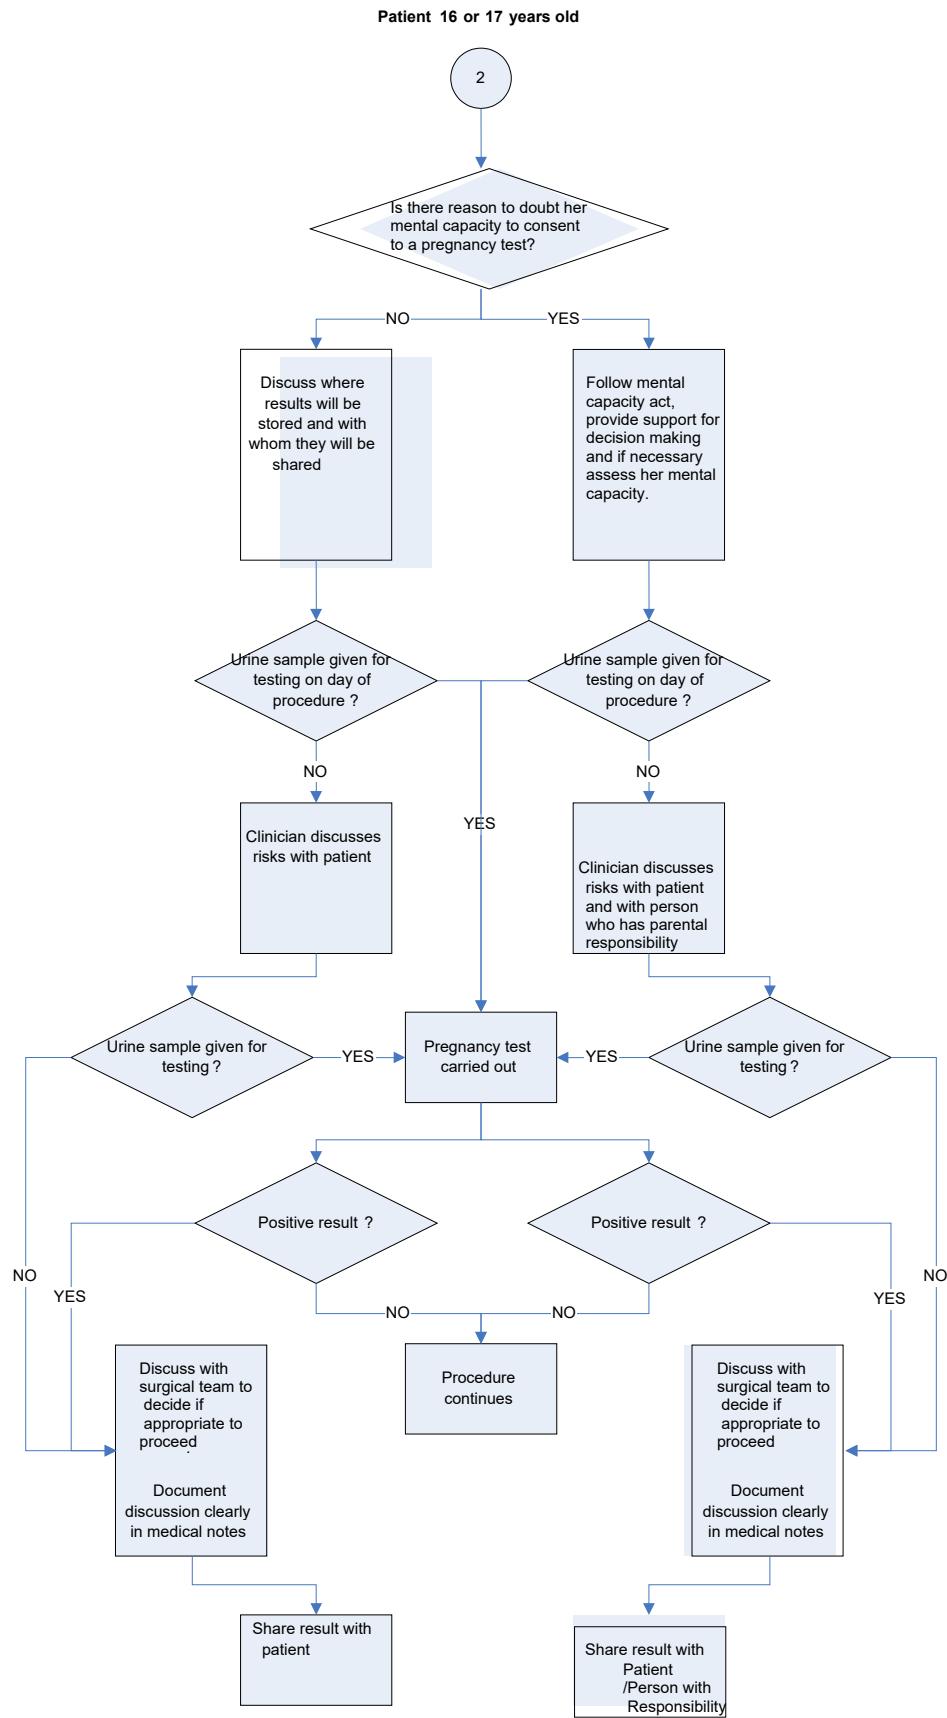 Patient 16 or 17 years old
2
Is there reason to doubt her
mental capacity to consent
to a pregnancy test?
NO
YES
Discuss where
results will be
stored and with
whom they will be
shared
Follow mental
capacity act,
provide support for
decision making
and if necessary
assess her mental
capacity.
Urine sample given for
testing on day of
procedure ?
Urine sample given for
testing on day of
procedure ?
NO
NO
YES
Clinician discusses
risks with patient
Clinician discusses
risks with patient
and with person
who has parental
responsibility
Urine sample given for
testing ?
YES
Pregnancy test
carried out
YES
Urine sample given for
testing ?
Positive result ?
Positive result ?
NO
YES
NO
NO
YES
NO
Discuss with
surgical team to
decide if
appropriate to
proceed
.
Document
discussion clearly
in medical notes
Procedure
continues
Discuss with
surgical team to
decide if
appropriate to
proceed
Document
discussion clearly
in medical notes
Share result with
patient
Share result with
Patient
/Person with
Responsibility